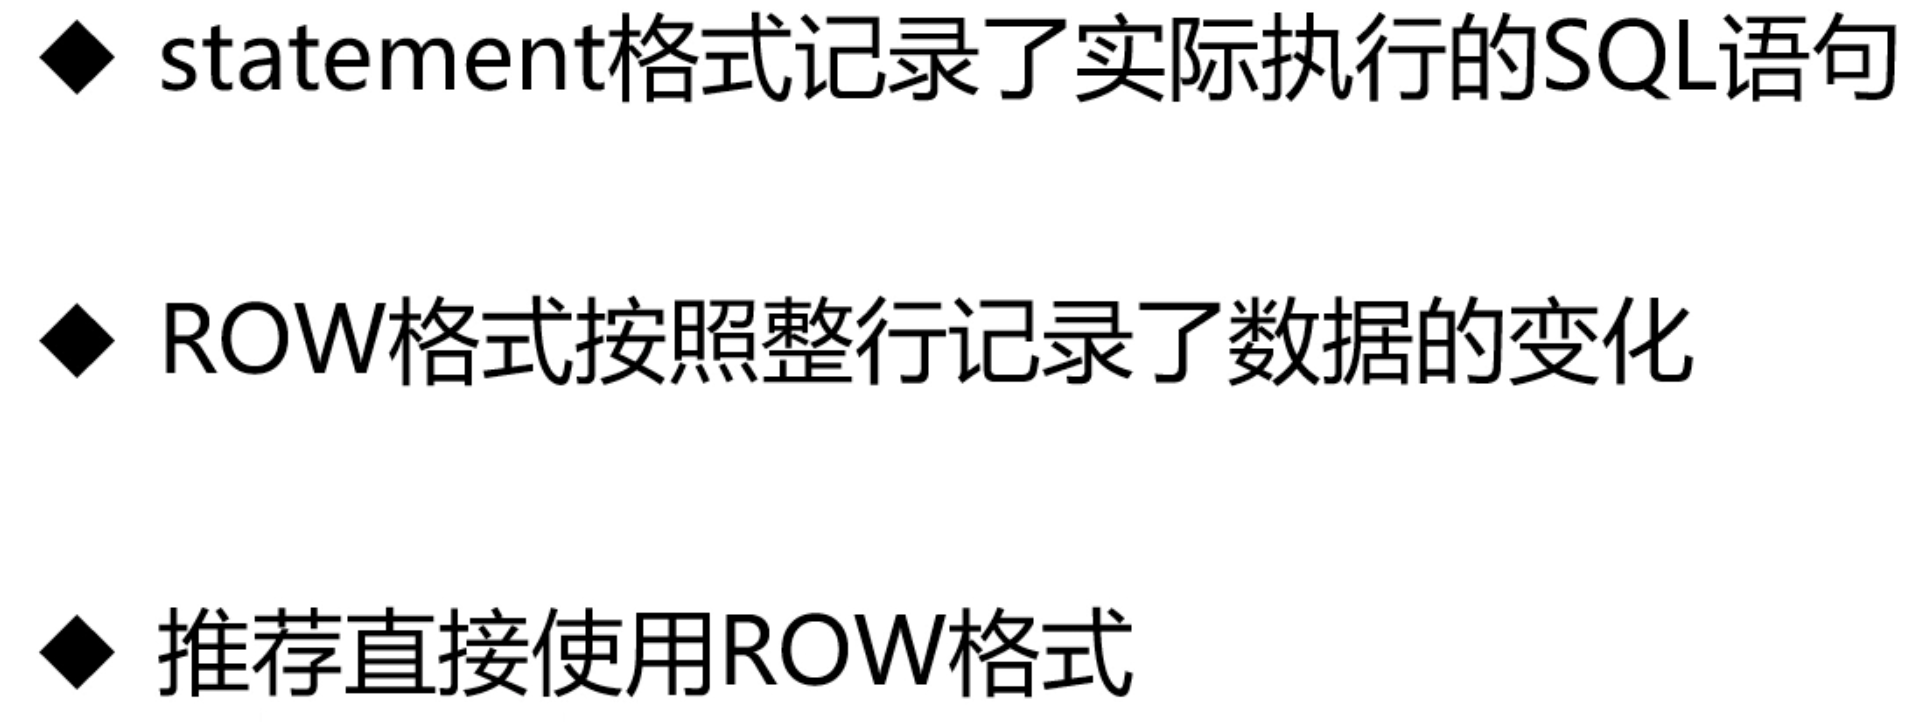 ◆ statement格式记录了实际执行的SQL语句
◆ ROW格式按照整行记录了数据的变化
◆ 推荐直接使用ROW格式